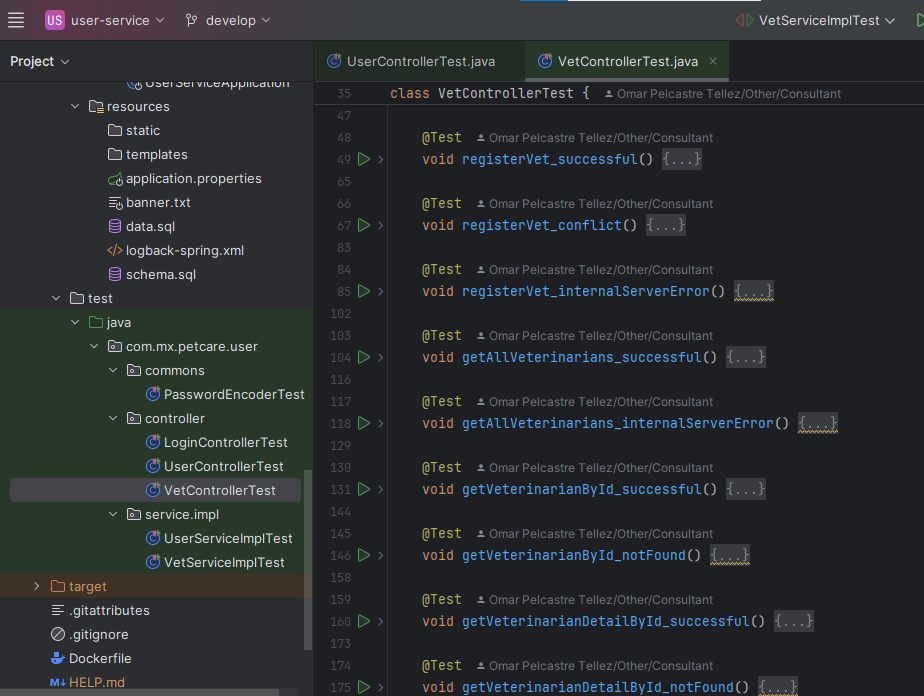 US user-service develop VetServiceImplTest
Project
UserControllerTest.java VetControllerTest.java
UserServiceApplication
resources
static
templates
application.properties
banner.txt
data.sql
logback-spring.xml
schema.sql
test
java
com.mx.petcare.user
commons
PasswordEncoderTest
controller
LoginControllerTest
UserControllerTest
VetControllerTest
service.impl
UserServiceImplTest
VetServiceImplTest
target
.gitattributes
.gitignore
Dockerfile
M↓ HELP.md
35 class VetControllerTest { Omar Pelcastre Tellez/Other/Consultant
47
48 @Test Omar Pelcastre Tellez/Other/Consultant
49 void registerVet_successful() {...}
65
66 @Test Omar Pelcastre Tellez/Other/Consultant
67 void registerVet_conflict() {...}
83
84 @Test Omar Pelcastre Tellez/Other/Consultant
85 void registerVet_internalServerError() {...}
102
103 @Test Omar Pelcastre Tellez/Other/Consultant
104 void getAllVeterinarians_successful() {...}
116
117 @Test Omar Pelcastre Tellez/Other/Consultant
118 void getAllVeterinarians_internalServerError() {...}
129
130 @Test Omar Pelcastre Tellez/Other/Consultant
131 void getVeterinarianById_successful() {...}
144
145 @Test Omar Pelcastre Tellez/Other/Consultant
146 void getVeterinarianById_notFound() {...}
158
159 @Test Omar Pelcastre Tellez/Other/Consultant
160 void getVeterinarianDetailById_successful() {...}
173
174 @Test Omar Pelcastre Tellez/Other/Consultant
175 void getVeterinarianDetailById_notFound() {...}